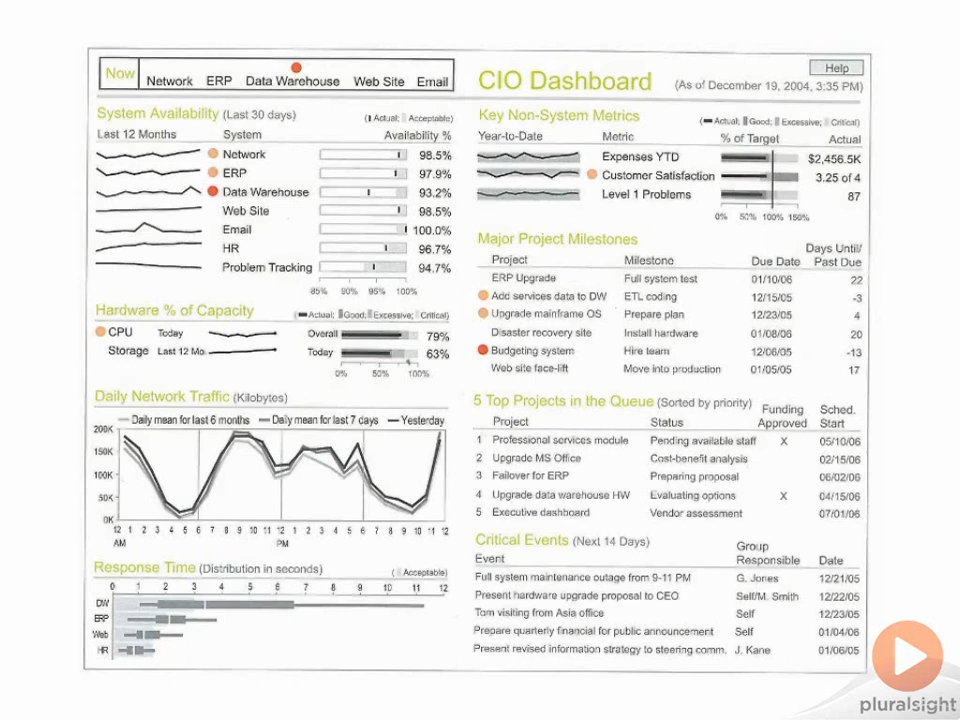 Now Network ERP Data Warehouse Web Site Email
CIO Dashboard
(As of December 19, 2004, 3:35 PM)
Help
System Availability (Last 30 days)
(Actual; Acceptable)
Last 12 Months System Availability %
Network 98.5%
ERP 97.9%
Data Warehouse 93.2%
Web Site 98.5%
Email 100.0%
HR 96.7%
Problem Tracking 94.7%
85% 90% 95% 100%
Hardware % of Capacity
(Actual; Good; Excessive; Critical)
CPU Today Overall 79%
Storage Last 12 Mo. Today 63%
0% 50% 100%
Daily Network Traffic (Kilobytes)
Daily mean for last 6 months Daily mean for last 7 days Yesterday
200K
150K
100K
50K
0K
12 1 2 3 4 5 6 7 8 9 10 11 12 1 2 3 4 5 6 7 8 9 10 11 12
AM PM
Response Time (Distribution in seconds)
(Acceptable)
0 1 2 3 4 5 6 7 8 9 10 11 12
DW
ERP
Web
HR
Key Non-System Metrics
(Actual; Good; Excessive; Critical)
Year-to-Date Metric % of Target Actual
Expenses YTD $2,456.5K
Customer Satisfaction 3.25 of 4
Level 1 Problems 87
0% 50% 100% 150%
Major Project Milestones
Project Milestone Due Date Days Until/
Past Due
ERP Upgrade Full system test 01/10/06 22
Add services data to DW ETL coding 12/15/05 -3
Upgrade mainframe OS Prepare plan 12/23/05 4
Disaster recovery site Install hardware 01/08/06 20
Budgeting system Hire team 12/06/05 -13
Web site face-lift Move into production 01/05/05 17
5 Top Projects in the Queue (Sorted by priority)
Project Status Funding
Approved Sched.
Start
1 Professional services module Pending available staff X 05/10/06
2 Upgrade MS Office Cost-benefit analysis 02/15/06
3 Failover for ERP Preparing proposal 06/02/06
4 Upgrade data warehouse HW Evaluating options X 04/15/06
5 Executive dashboard Vendor assessment 07/01/06
Critical Events (Next 14 Days)
Event Group
Responsible Date
Full system maintenance outage from 9-11 PM G. Jones 12/21/05
Present hardware upgrade proposal to CEO Self/M. Smith 12/22/05
Tom visiting from Asia office Self 12/23/05
Prepare quarterly financial for public announcement Self 01/04/06
Present revised information strategy to steering comm. J. Kane 01/06/05
pluralsight